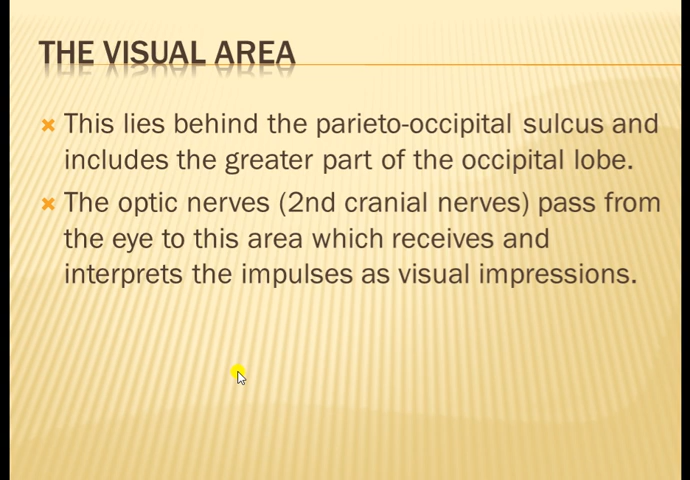 THE VISUAL AREA
This lies behind the parieto-occipital sulcus and
includes the greater part of the occipital lobe.
The optic nerves (2nd cranial nerves) pass from
the eye to this area which receives and
interprets the impulses as visual impressions.